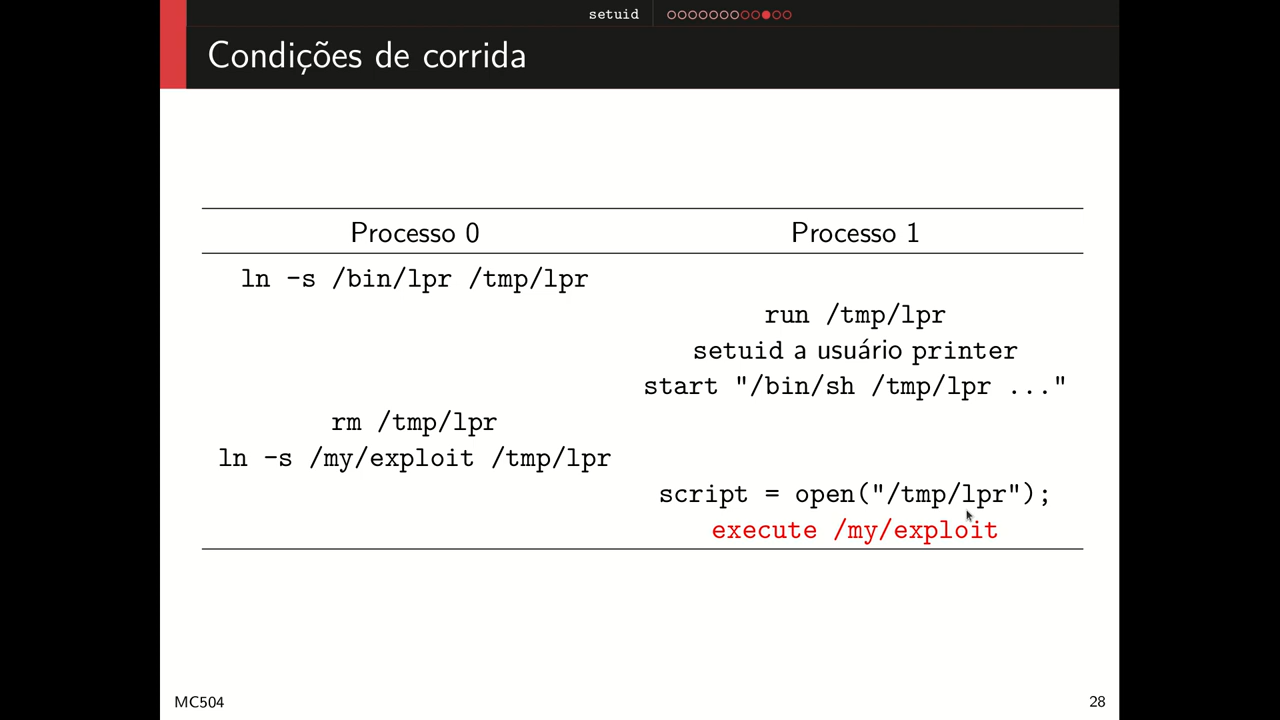 setuid
Condições de corrida
Processo 0 Processo 1
ln -s /bin/lpr /tmp/lpr
run /tmp/lpr
setuid a usuário printer
start "/bin/sh /tmp/lpr ..."
rm /tmp/lpr
ln -s /my/exploit /tmp/lpr
script = open("/tmp/lpr");
execute /my/exploit
MC504 28